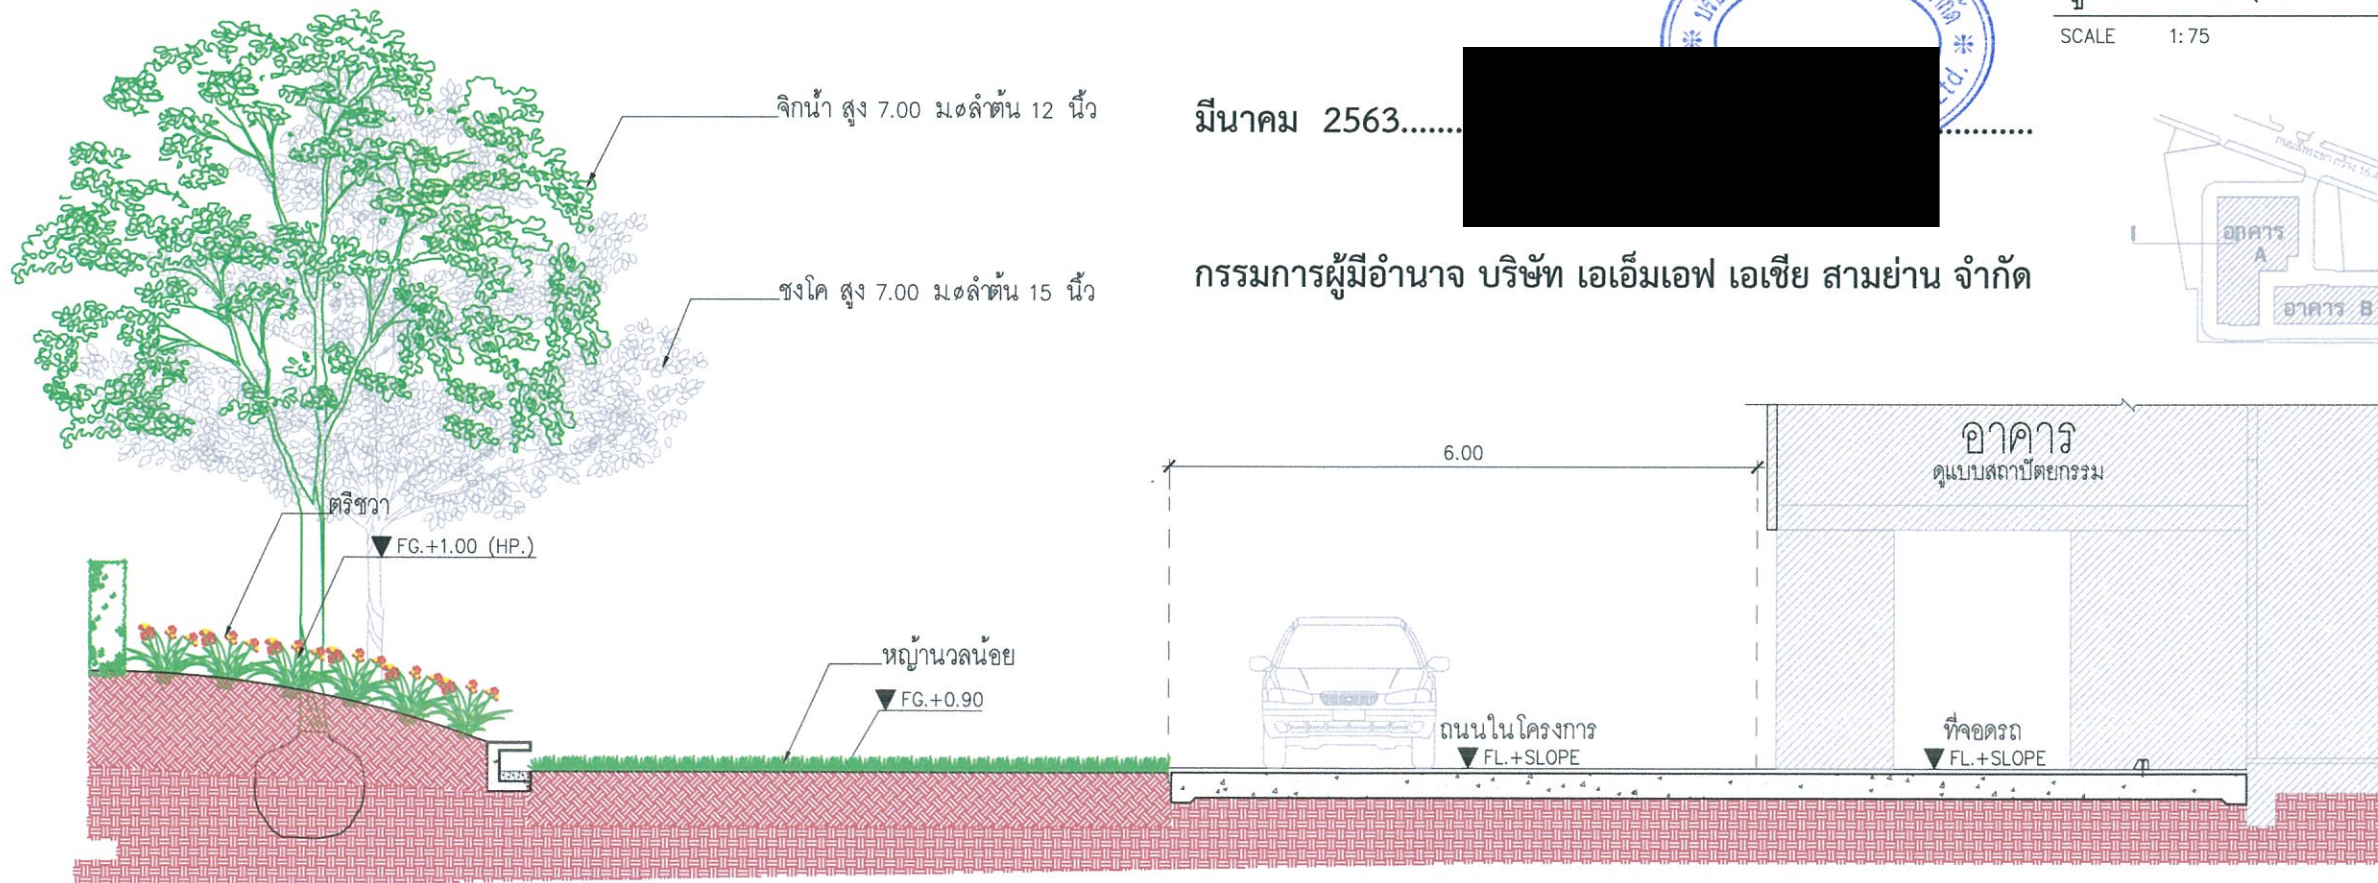 SCALE 1:75
จิกน้ำ สูง 7.00 ม.øลำต้น 12 นิ้ว
มีนาคม 2563
ชงโค สูง 7.00 ม.øลำต้น 15 นิ้ว
กรรมการผู้มีอำนาจ บริษัท เอเอ็มเอฟ เอเชีย สามย่าน จำกัด
อาคาร
A
อาคาร B
6.00
อาคาร
ดูแบบสถาปัตยกรรม
ตรีชวา
FG.+1.00 (HP.)
หญ้านวลน้อย
FG.+0.90
ถนนในโครงการ
FL.+SLOPE
ที่จอดรถ
FL.+SLOPE